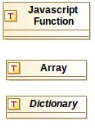 T Javascript
Function
T Array
T Dictionary